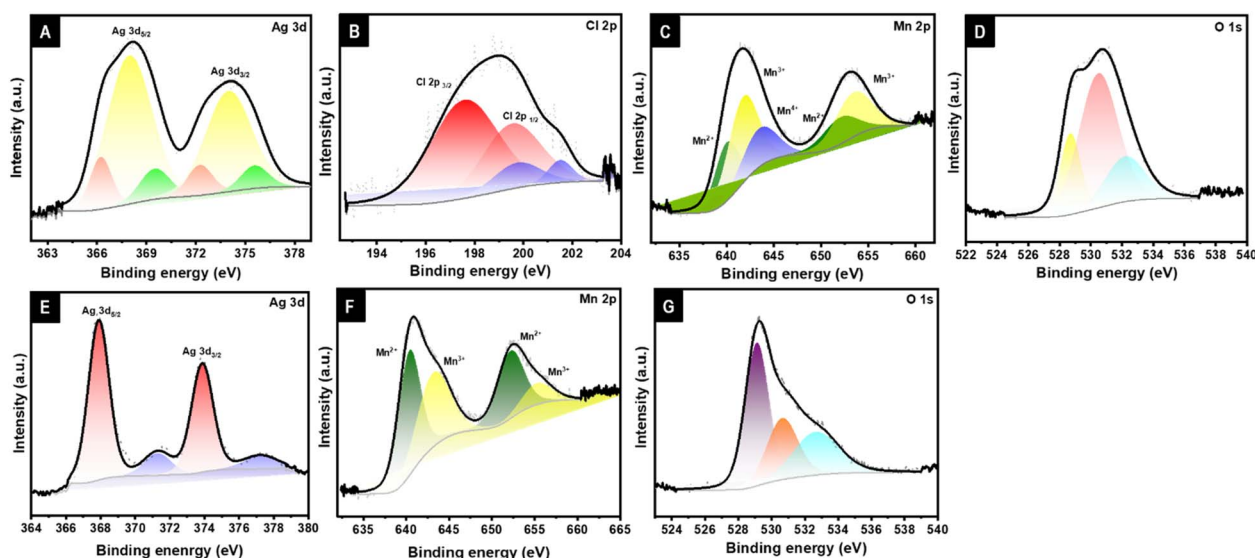 A
Ag 3d
Ag 3d5/2
Ag 3d3/2
Intensity (a.u.)
362 364 366 368 370 372 374 376 378
Binding energy (eV)
B
Cl 2p
Cl 2p 3/2
Cl 2p 1/2
Intensity (a.u.)
194 196 198 200 202 204
Binding energy (eV)
C
Mn 2p
Mn3+
Mn3+
Mn4+
Mn2+
Mn2+
Intensity (a.u.)
635 640 645 650 655 660
Binding energy (eV)
D
O 1s
Intensity (a.u.)
522 524 526 528 530 532 534 536 538 540
Binding energy (eV)
E
Ag 3d
Ag 3d5/2
Ag 3d3/2
Intensity (a.u.)
364 366 368 370 372 374 376 378 380
Binding enenrgy (eV)
F
Mn 2p
Mn2+
Mn2+
Mn3+
Mn3+
Intensity (a.u.)
635 640 645 650 655 660 665
Binding energy (eV)
G
O 1s
Intensity (a.u.)
524 526 528 530 532 534 536 538 540
Binding energy (eV)